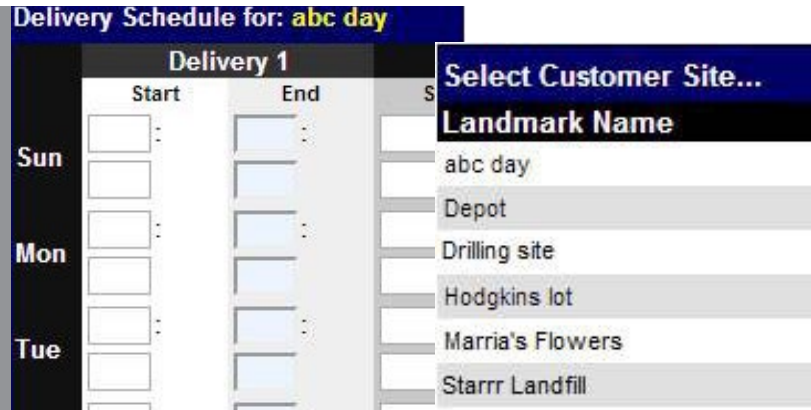 Delivery Schedule for: abc day
Delivery 1
Start End S
Sun : :
Mon : :
Tue : :
Select Customer Site...
Landmark Name
abc day
Depot
Drilling site
Hodgkins lot
Marria's Flowers
Starrr Landfill